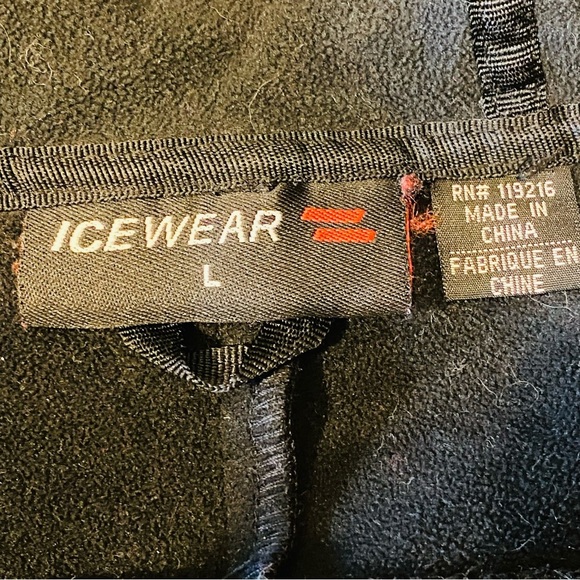 ICEWEAR
L
RN# 119216
MADE IN
CHINA
FABRIQUE EN
CHINE